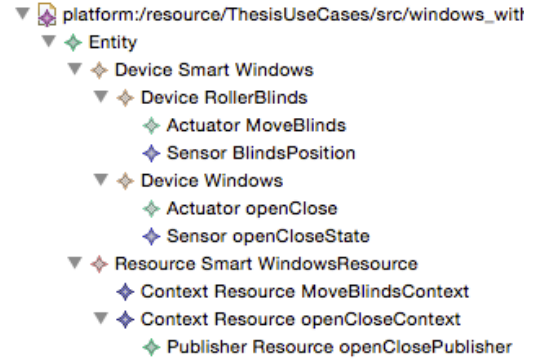 platform:/resource/ThesisUseCases/src/windows_with
Entity
Device Smart Windows
Device RollerBlinds
Actuator MoveBlinds
Sensor BlindsPosition
Device Windows
Actuator openClose
Sensor openCloseState
Resource Smart WindowsResource
Context Resource MoveBlindsContext
Context Resource openCloseContext
Publisher Resource openClosePublisher